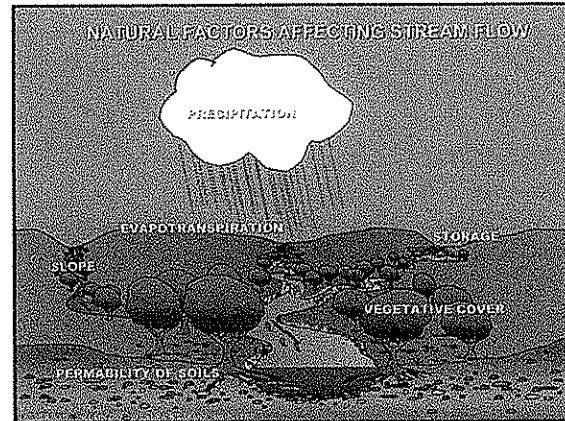 NATURAL FACTORS AFFECTING STREAM FLOW
PRECIPITATION
EVAPOTRANSPIRATION
STORAGE
SLOPE
VEGETATIVE COVER
PERMABILITY OF SOILS